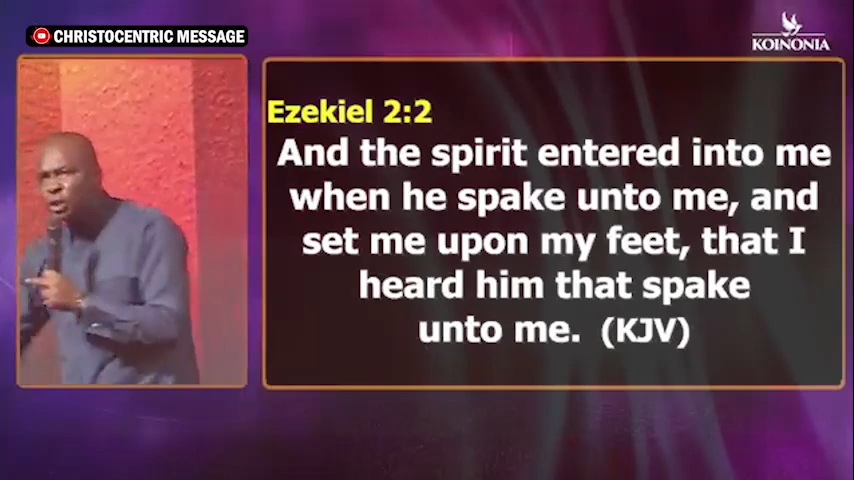 CHRISTOCENTRIC MESSAGE
KOINONIA
Ezekiel 2:2
And the spirit entered into me
when he spake unto me, and
set me upon my feet, that I
heard him that spake
unto me. (KJV)